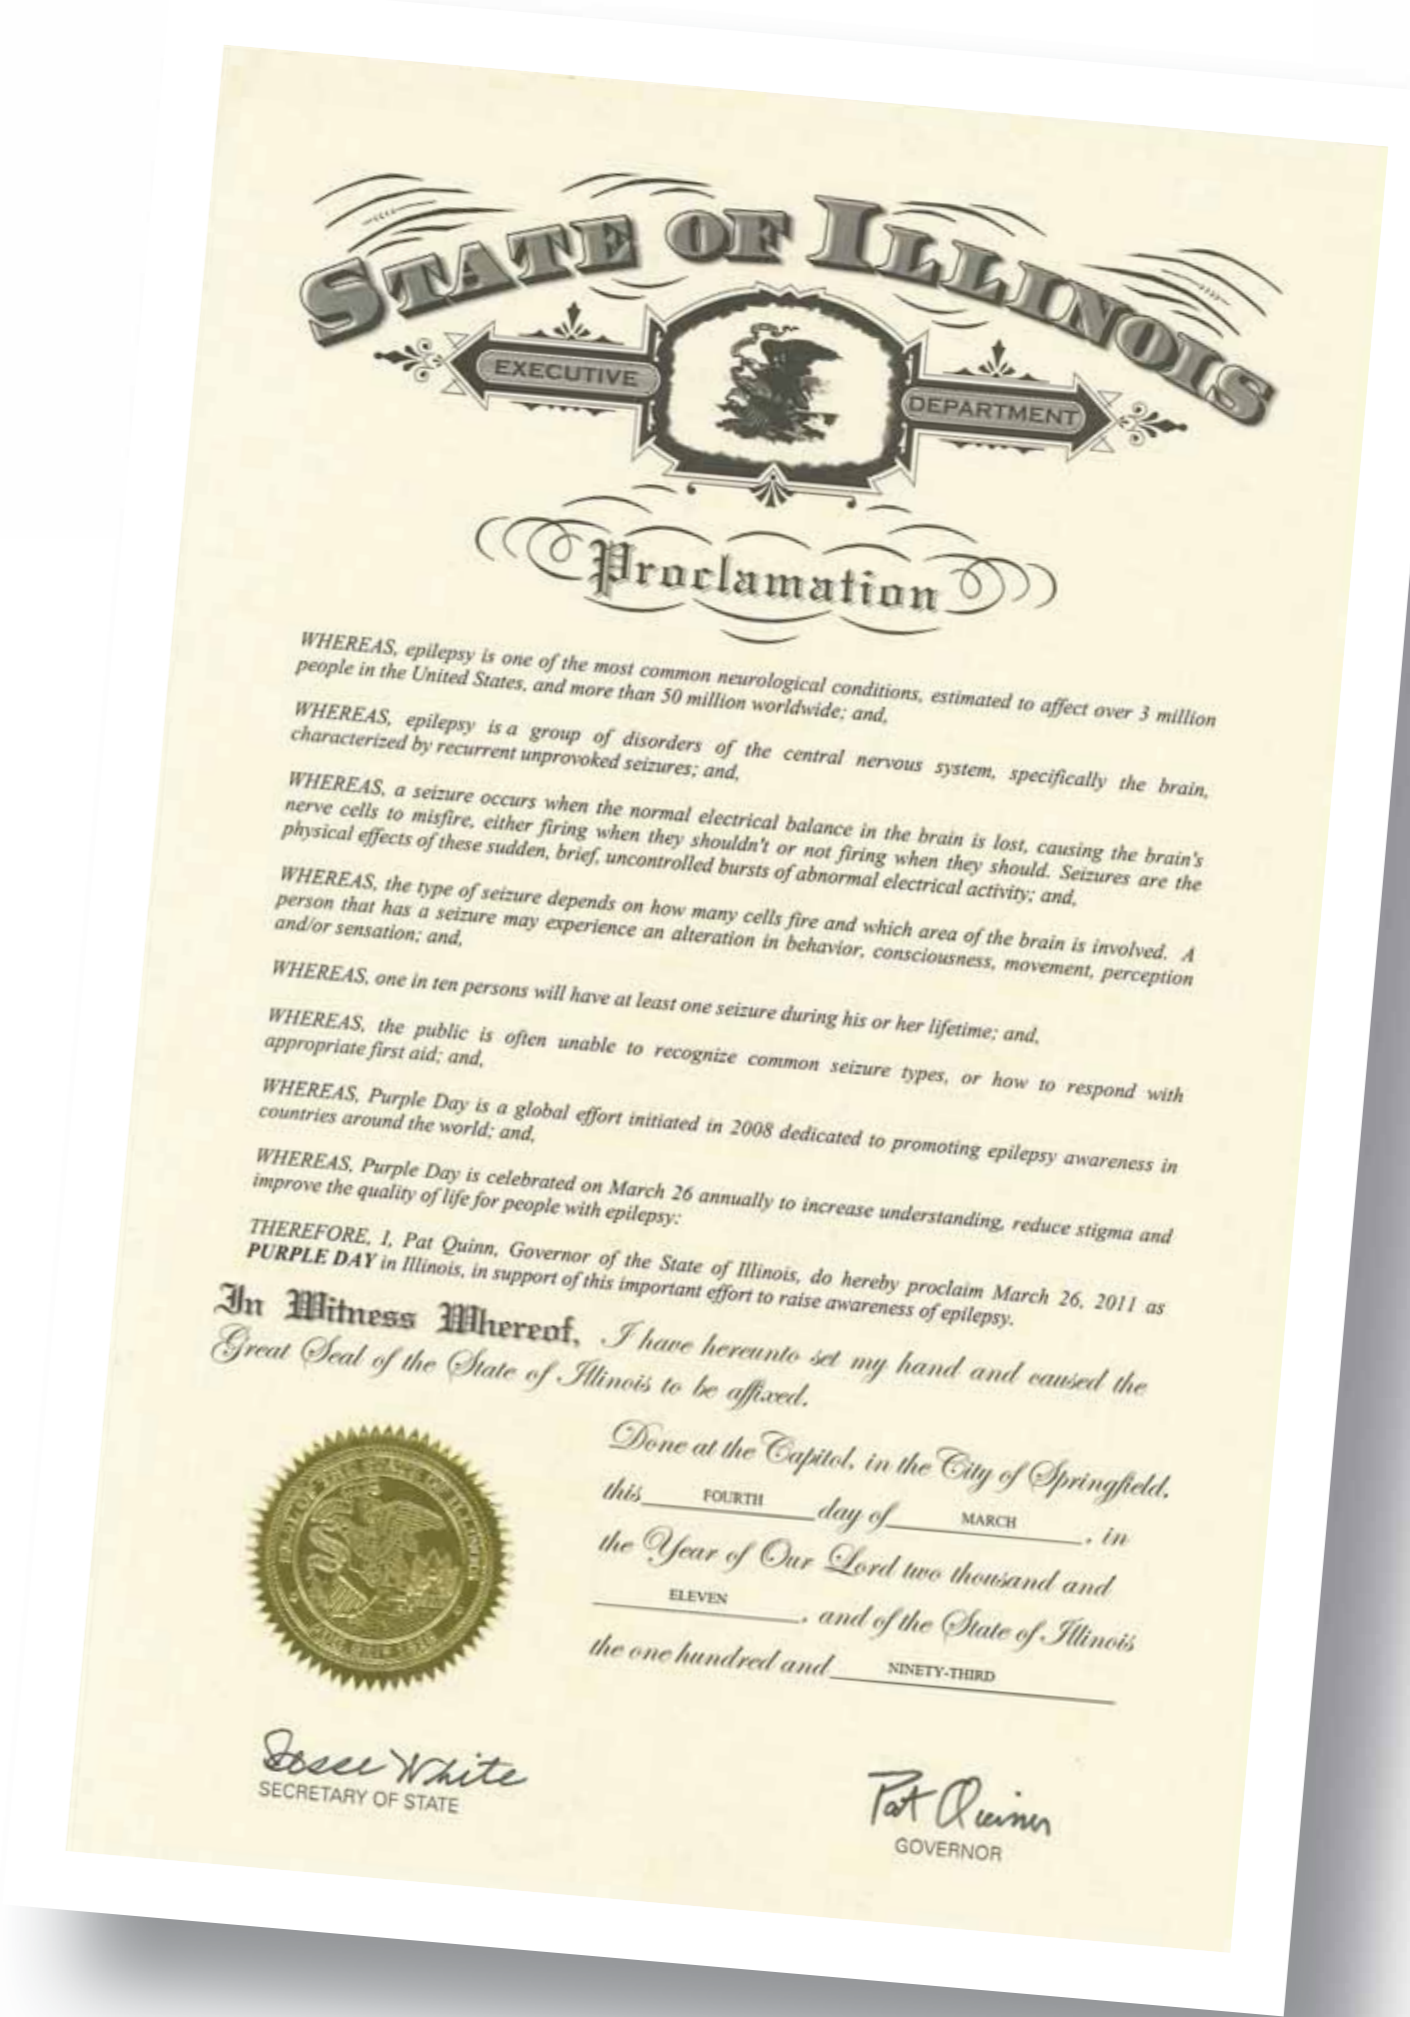 STATE OF ILLINOIS
EXECUTIVE
DEPARTMENT
Proclamation
WHEREAS, epilepsy is one of the most common neurological conditions, estimated to affect over 3 million
people in the United States, and more than 50 million worldwide; and,
WHEREAS, epilepsy is a group of disorders of the central nervous system, specifically the brain,
characterized by recurrent unprovoked seizures; and,
WHEREAS, a seizure occurs when the normal electrical balance in the brain is lost, causing the brain's
nerve cells to misfire, either firing when they shouldn't or not firing when they should. Seizures are the
physical effects of these sudden, brief, uncontrolled bursts of abnormal electrical activity; and,
WHEREAS, the type of seizure depends on how many cells fire and which area of the brain is involved. A
person that has a seizure may experience an alteration in behavior, consciousness, movement, perception
and/or sensation; and,
WHEREAS, one in ten persons will have at least one seizure during his or her lifetime; and,
WHEREAS, the public is often unable to recognize common seizure types, or how to respond with
appropriate first aid; and,
WHEREAS, Purple Day is a global effort initiated in 2008 dedicated to promoting epilepsy awareness in
countries around the world; and,
WHEREAS, Purple Day is celebrated on March 26 annually to increase understanding, reduce stigma and
improve the quality of life for people with epilepsy:
THEREFORE, I, Pat Quinn, Governor of the State of Illinois, do hereby proclaim March 26, 2011 as
PURPLE DAY in Illinois, in support of this important effort to raise awareness of epilepsy.
In Witness Whereof, I have hereunto set my hand and caused the
Great Seal of the State of Illinois to be affixed.
Done at the Capitol, in the City of Springfield,
this FOURTH day of MARCH, in
the Year of Our Lord two thousand and
ELEVEN, and of the State of Illinois
the one hundred and NINETY-THIRD
SEAL OF THE STATE OF ILLINOIS
AUG. 26TH 1818
Jesse White
SECRETARY OF STATE
Pat Quinn
GOVERNOR